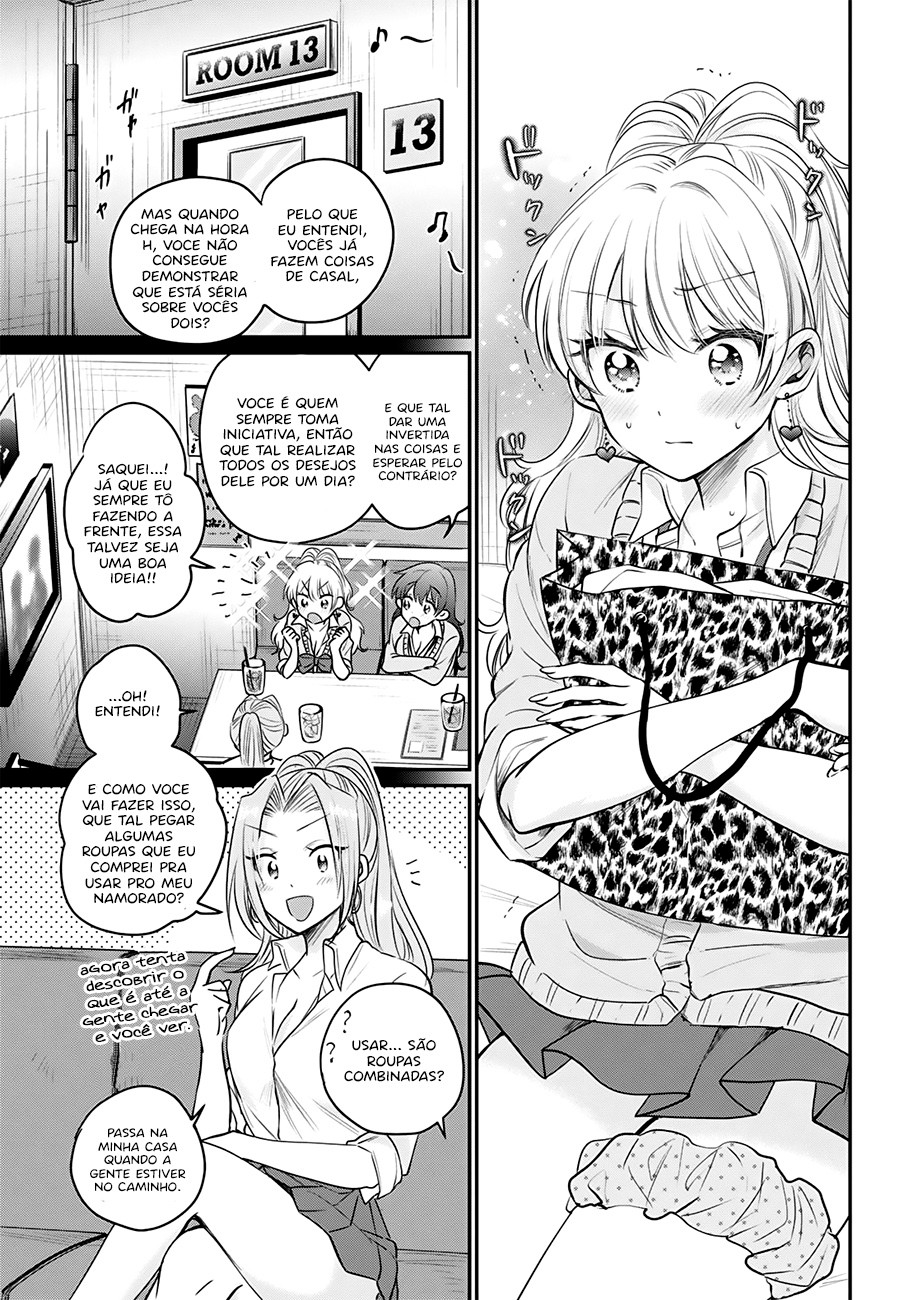 ドックン
ドックン
ドックン
ROOM 13
13
ガヤ
ガヤ
PELO QUE
EU ENTENDI,
VOCÊS JÁ
FAZEM COISAS
DE CASAL,
MAS QUANDO
CHEGA NA HORA
H, VOCE NÃO
CONSEGUE
DEMONSTRAR
QUE ESTÁ SÉRIA
SOBRE VOCÊS
DOIS?
E QUE TAL
DAR UMA
INVERTIDA
NAS COISAS E
ESPERAR PELO
CONTRÁRIO?
VOCE É QUEM
SEMPRE TOMA
INICIATIVA, ENTÃO
QUE TAL REALIZAR
TODOS OS DESEJOS
DELE POR UM DIA?
SAQUEI...!
JÁ QUE EU
SEMPRE TÔ
FAZENDO A
FRENTE, ESSA
TALVEZ SEJA
UMA BOA
IDEIA!!
...OH!
ENTENDI!
E COMO VOCE
VAI FAZER ISSO,
QUE TAL PEGAR
ALGUMAS
ROUPAS QUE EU
COMPREI PRA
USAR PRO MEU
NAMORADO?
agora tenta
descobrir o
que é até a
gente chegar
e você ver.
?
?
USAR... SÃO
ROUPAS
COMBINADAS?
PASSA NA
MINHA CASA
QUANDO A
GENTE ESTIVER
NO CAMINHO.